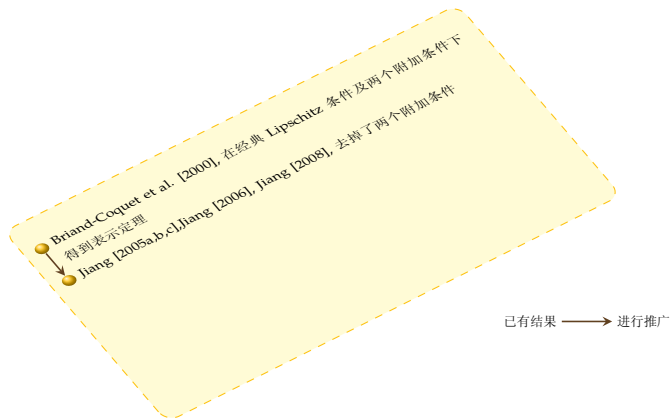 Briand-Coquet et al. [2000], 在经典 Lipschitz 条件及两个附加条件下
得到表示定理
Jiang [2005a,b,c],Jiang [2006], Jiang [2008], 去掉了两个附加条件
已有结果 进行推广